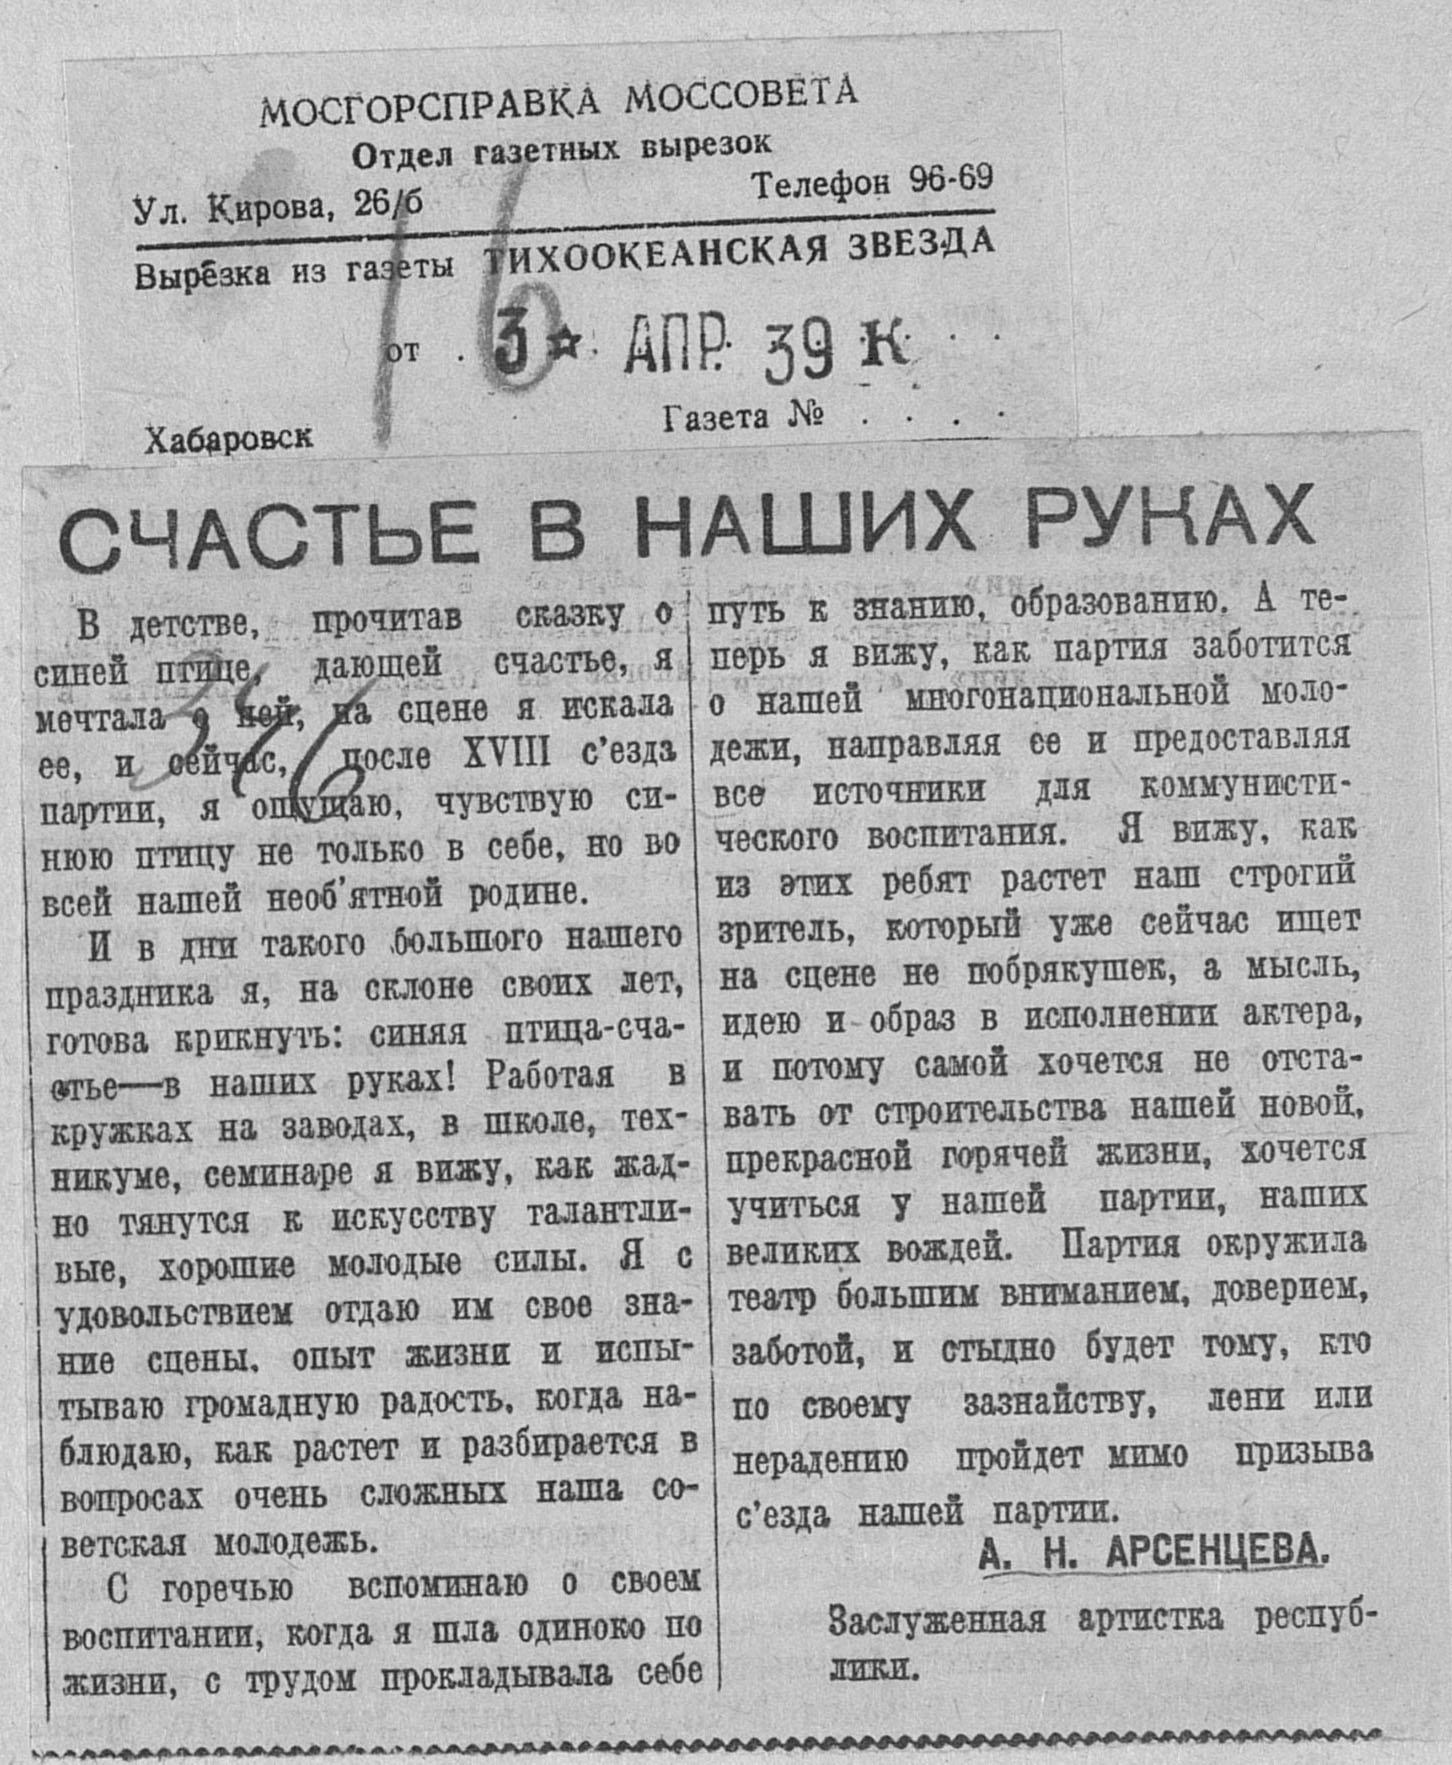 МОСГОРСПРАВКА МОССОВЕТА
Отдел газетных вырезок
Ул. Кирова, 26/б
Телефон 96-69
Вырезка из газеты ТИХООКЕАНСКАЯ ЗВЕЗДА
от . 3 ☆ АПР. 39 К . .
Хабаровск
Газета № . . . .
16
СЧАСТЬЕ В НАШИХ РУКАХ
В детстве, прочитав сказку о
синей птице, дающей счастье, я
мечтала о ней, на сцене я искала
ее, и сейчас, после XVIII с'езда
партии, я ощущаю, чувствую си-
нюю птицу не только в себе, но во
всей нашей необ'ятной родине.
И в дни такого большого нашего
праздника я, на склоне своих лет,
готова крикнуть: синяя птица-сча-
стье—в наших руках! Работая в
кружках на заводах, в школе, тех-
никуме, семинаре я вижу, как жад-
но тянутся к искусству талантли-
вые, хорошие молодые силы. Я с
удовольствием отдаю им свое зна-
ние сцены, опыт жизни и испы-
тываю громадную радость, когда на-
блюдаю, как растет и разбирается в
вопросах очень сложных наша со-
ветская молодежь.
С горечью вспоминаю о своем
воспитании, когда я шла одиноко по
жизни, с трудом прокладывала себе
путь к знанию, образованию. А те-
перь я вижу, как партия заботится
о нашей многонациональной моло-
дежи, направляя ее и предоставляя
все источники для коммунисти-
ческого воспитания. Я вижу, как
из этих ребят растет наш строгий
зритель, который уже сейчас ищет
на сцене не побрякушек, а мысль,
идею и образ в исполнении актера,
и потому самой хочется не отста-
вать от строительства нашей новой,
прекрасной горячей жизни, хочется
учиться у нашей партии, наших
великих вождей. Партия окружила
театр большим вниманием, доверием,
заботой, и стыдно будет тому, кто
по своему зазнайству, лени или
нерадению пройдет мимо призыва
с'езда нашей партии.
А. Н. АРСЕНЦЕВА.
Заслуженная артистка респуб-
лики.